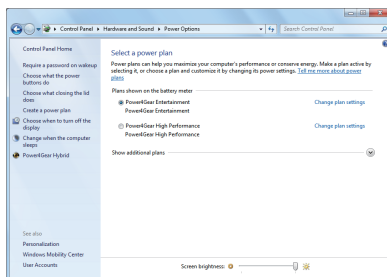 Control Panel ▸ Hardware and Sound ▸ Power Options
Search Control Panel
Control Panel Home
Require a password on wakeup
Choose what the power
buttons do
Choose what closing the lid
does
Create a power plan
Choose when to turn off the
display
Change when the computer
sleeps
Power4Gear Hybrid
See also
Personalization
Windows Mobility Center
User Accounts
Select a power plan
Power plans can help you maximize your computer's performance or conserve energy. Make a plan active by
selecting it, or choose a plan and customize it by changing its power settings. Tell me more about power
plans
Plans shown on the battery meter
Power4Gear Entertainment Change plan settings
Power4Gear Entertainment
Power4Gear High Performance Change plan settings
Power4Gear High Performance
Show additional plans
Screen brightness: